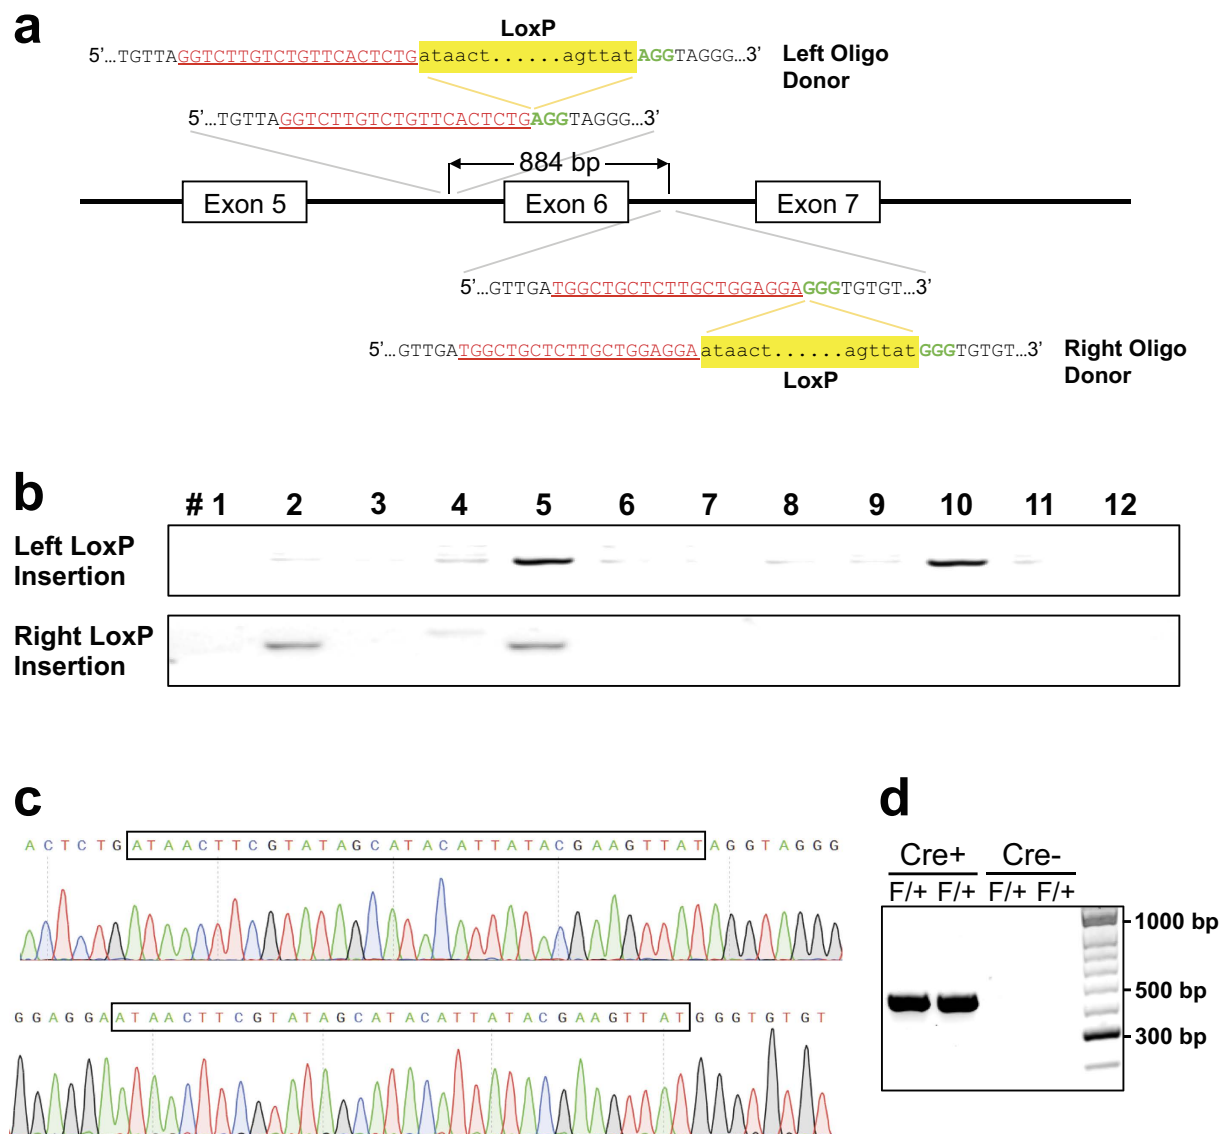 a
LoxP
5’...TGTTAGGTCTTGTCTGTTCACTCTGataact......agttatAGGTAGGG...3’
Left Oligo
Donor
5’...TGTTAGGTCTTGTCTGTTCACTCTGAGGTAGGG...3’
884 bp
Exon 5
Exon 6
Exon 7
5’...GTTGATGGCTGCTCTTGCTGGAGGAGGGTGTGT...3’
5’...GTTGATGGCTGCTCTTGCTGGAGGAataact......agttatGGGTGTGT...3’
Right Oligo
Donor
LoxP
b
# 1 2 3 4 5 6 7 8 9 10 11 12
Left LoxP
Insertion
Right LoxP
Insertion
c
A C T C T G A T A A C T T C G T A T A G C A T A C A T T A T A C G A A G T T A T A G G T A G G G
G G A G G A A T A A C T T C G T A T A G C A T A C A T T A T A C G A A G T T A T G G G T G T G T
d
Cre+ Cre-
F/+ F/+ F/+ F/+
1000 bp
500 bp
300 bp